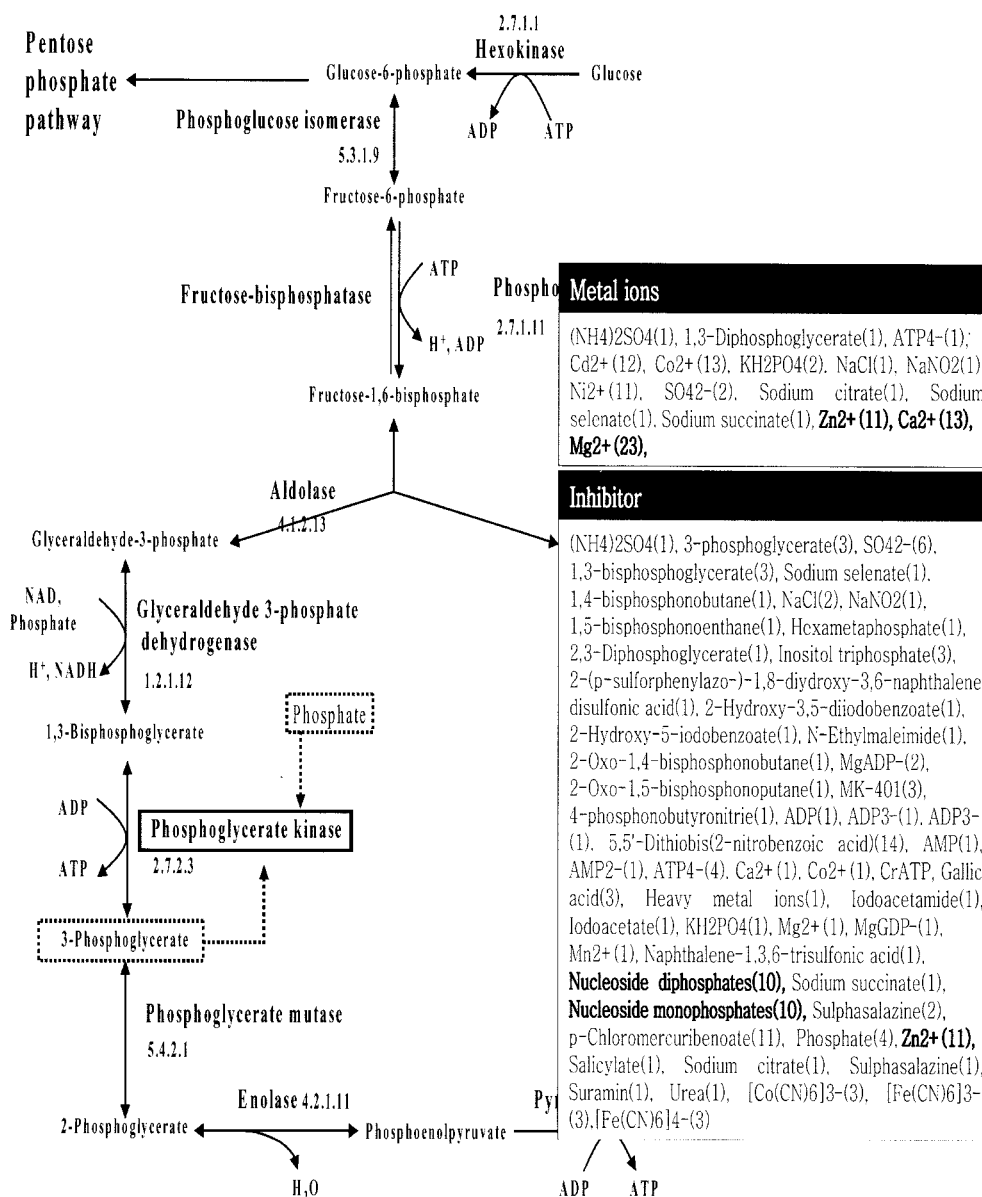 2.7.1.1
Hexokinase
Pentose
phosphate
pathway
Glucose-6-phosphate
Glucose
ADP
ATP
Phosphoglucose isomerase
5.3.1.9
Fructose-6-phosphate
ATP
Fructose-bisphosphatase
Phospho
2.7.1.11
H+, ADP
Fructose-1,6-bisphosphate
Aldolase
4.1.2.13
Glyceraldehyde-3-phosphate
NAD,
Phosphate
Glyceraldehyde 3-phosphate
dehydrogenase
H+, NADH
1.2.1.12
Phosphate
1,3-Bisphosphoglycerate
ADP
Phosphoglycerate kinase
ATP
2.7.2.3
3-Phosphoglycerate
Phosphoglycerate mutase
5.4.2.1
Enolase 4.2.1.11
Py
2-Phosphoglycerate
Phosphoenolpyruvate
H2O
ADP
ATP
Metal ions
(NH4)2SO4(1), 1,3-Diphosphoglycerate(1), ATP4-(1),
Cd2+(12), Co2+(13), KH2PO4(2), NaCl(1), NaNO2(1)
Ni2+(11), SO42-(2), Sodium citrate(1), Sodium
selenate(1), Sodium succinate(1), Zn2+(11), Ca2+(13),
Mg2+(23),
Inhibitor
(NH4)2SO4(1), 3-phosphoglycerate(3), SO42-(6),
1,3-bisphosphoglycerate(3), Sodium selenate(1),
1,4-bisphosphonobutane(1), NaCl(2), NaNO2(1),
1,5-bisphosphonoenthane(1), Hexametaphosphate(1),
2,3-Diphosphoglycerate(1), Inositol triphosphate(3),
2-(p-sulforphenylazo-)-1,8-diydroxy-3,6-naphthalene
disulfonic acid(1), 2-Hydroxy-3,5-diiodobenzoate(1),
2-Hydroxy-5-iodobenzoate(1), N-Ethylmaleimide(1),
2-Oxo-1,4-bisphosphonobutane(1), MgADP-(2),
2-Oxo-1,5-bisphosphonoputane(1), MK-401(3),
4-phosphonobutyronitrie(1), ADP(1), ADP3-(1), ADP3-
(1), 5,5'-Dithiobis(2-nitrobenzoic acid)(14), AMP(1),
AMP2-(1), ATP4-(4), Ca2+(1), Co2+(1), CrATP, Gallic
acid(3), Heavy metal ions(1), Iodoacetamide(1),
Iodoacetate(1), KH2PO4(1), Mg2+(1), MgGDP-(1),
Mn2+(1), Naphthalene-1,3,6-trisulfonic acid(1),
Nucleoside diphosphates(10), Sodium succinate(1),
Nucleoside monophosphates(10), Sulphasalazine(2),
p-Chloromercuribenoate(11), Phosphate(4), Zn2+(11),
Salicylate(1), Sodium citrate(1), Sulphasalazine(1),
Suramin(1), Urea(1), [Co(CN)6]3-(3), [Fe(CN)6]3-
(3),[Fe(CN)6]4-(3)